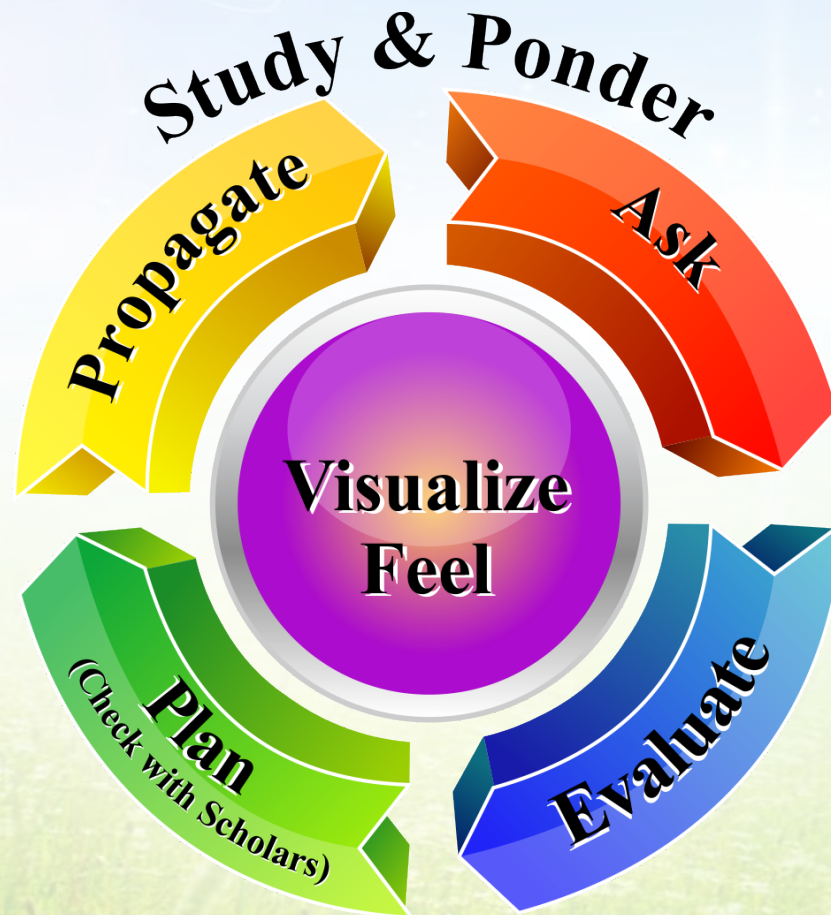 Study & Ponder
Propagate
Ask
Visualize
Feel
Plan
(Check with Scholars)
Evaluate